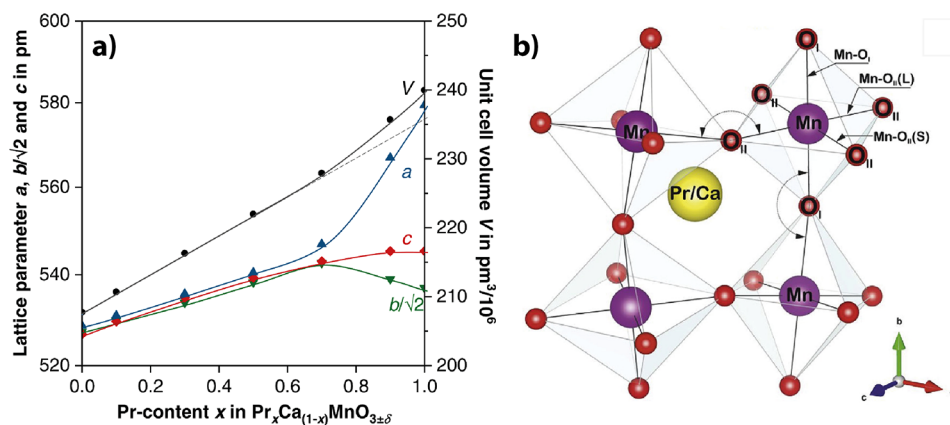 a)
600
580
560
540
520
Lattice parameter a, b/√2 and c in pm
250
240
230
220
210
200
Unit cell volume V in pm³/10⁶
V
a
c
b/√2
0.0 0.2 0.4 0.6 0.8 1.0
Pr-content x in PrₓCa₍₁₋ₓ₎MnO₃±δ
b)
O_I
Mn-O_I
Mn-O_II(L)
O_II
O_II
Mn
Mn
Mn-O_II(S)
O_II
O_II
Pr/Ca
O_I
Mn
b
c